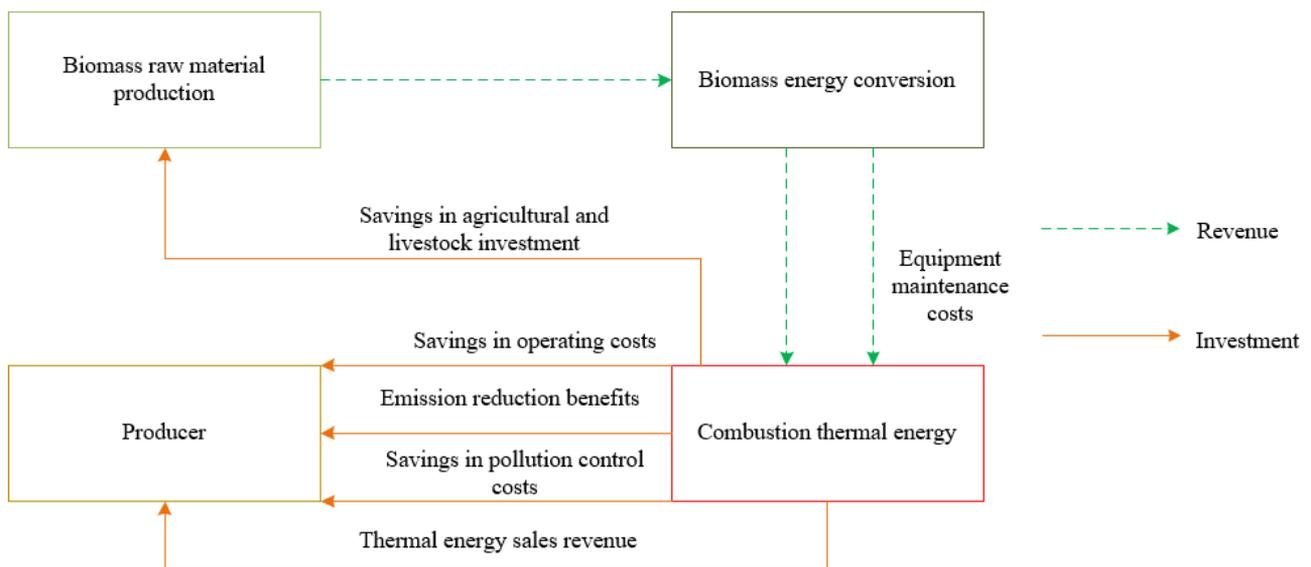 Biomass raw material
production
Biomass energy conversion
Savings in agricultural and
livestock investment
Equipment
maintenance
costs
Revenue
Investment
Savings in operating costs
Emission reduction benefits
Producer
Combustion thermal energy
Savings in pollution control
costs
Thermal energy sales revenue